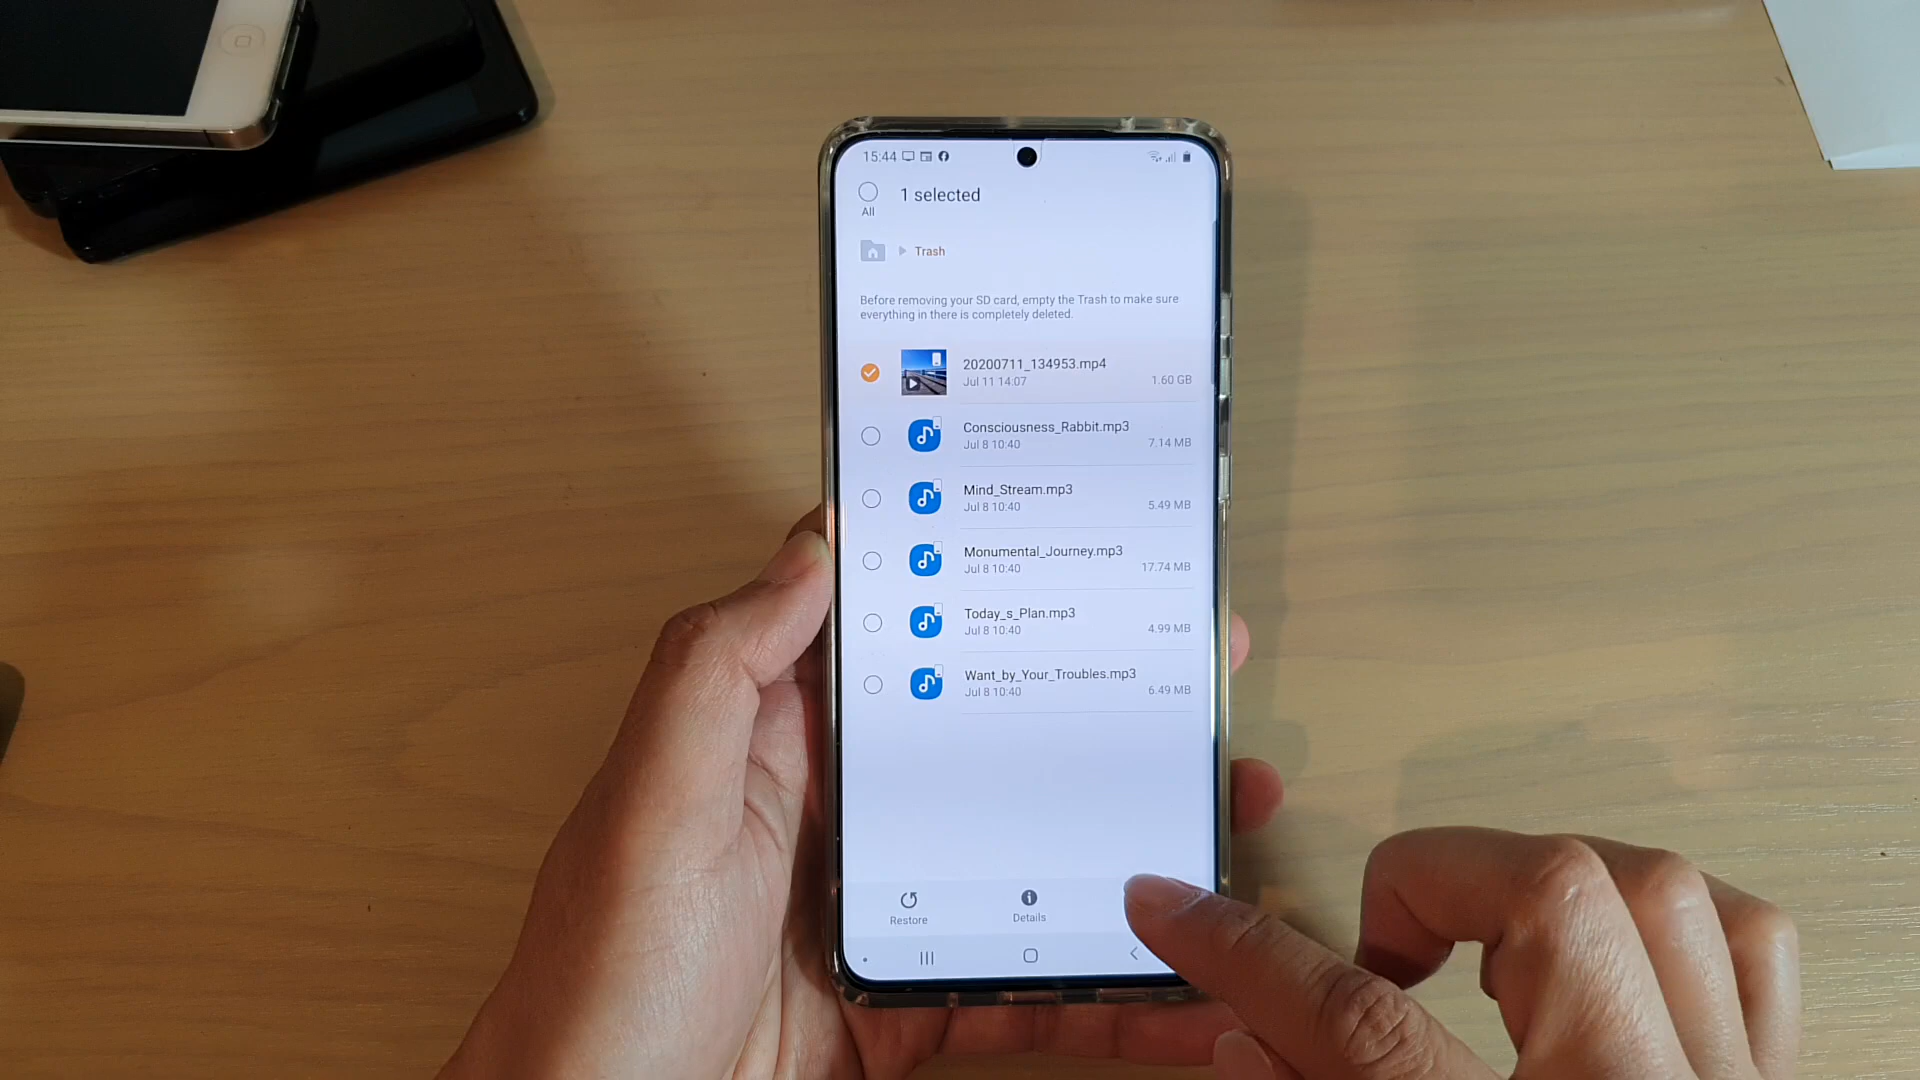 15:44
1 selected
All
Trash
Before removing your SD card, empty the Trash to make sure
everything in there is completely deleted.
20200711_134953.mp4
Jul 11 14:07
1.60 GB
Consciousness_Rabbit.mp3
Jul 8 10:40
7.14 MB
Mind_Stream.mp3
Jul 8 10:40
5.49 MB
Monumental_Journey.mp3
Jul 8 10:40
17.74 MB
Today_s_Plan.mp3
Jul 8 10:40
4.99 MB
Want_by_Your_Troubles.mp3
Jul 8 10:40
6.49 MB
Restore
Details